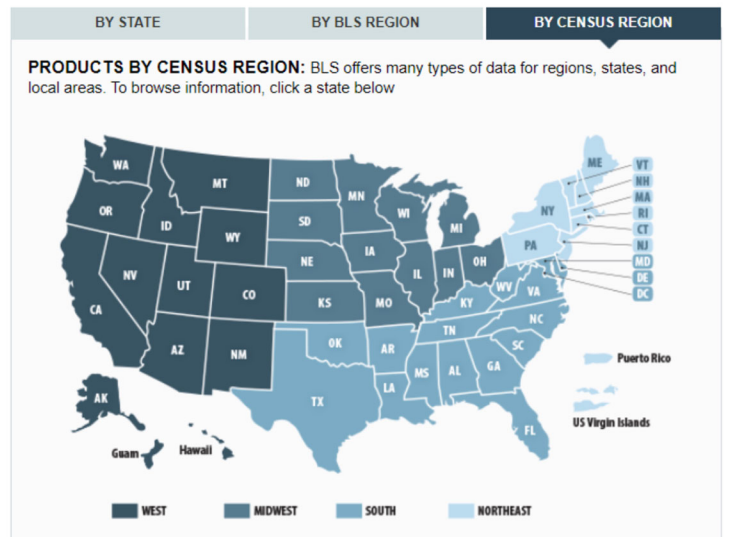 BY STATE
BY BLS REGION
BY CENSUS REGION
PRODUCTS BY CENSUS REGION: BLS offers many types of data for regions, states, and
local areas. To browse information, click a state below
WA
MT
ND
MN
ME
VT
NH
MA
RI
CT
NJ
MD
DE
DC
OR
ID
WY
SD
WI
MI
NY
PA
NV
UT
CO
NE
IA
IL
IN
OH
CA
AZ
NM
KS
MO
KY
WV
VA
OK
AR
TN
NC
SC
TX
LA
MS
AL
GA
FL
AK
Guam
Hawaii
Puerto Rico
US Virgin Islands
WEST
MIDWEST
SOUTH
NORTHEAST